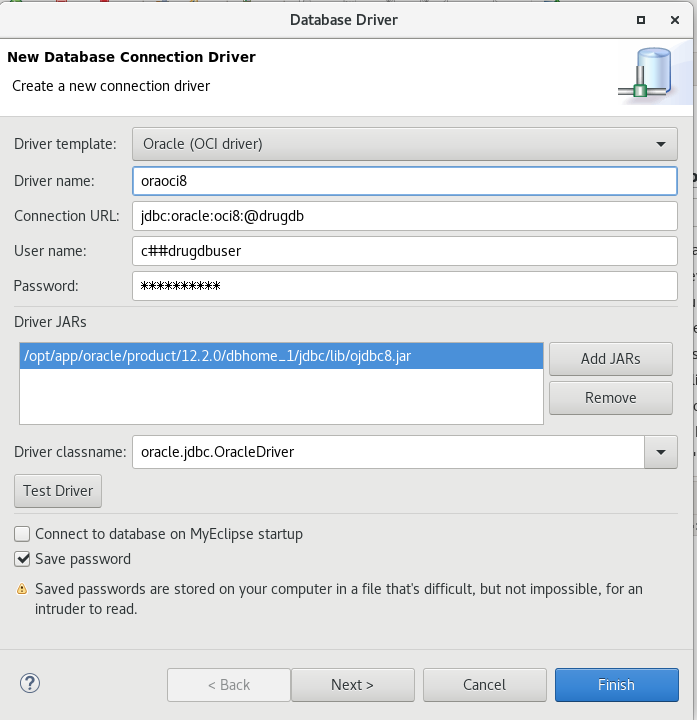 Database Driver
New Database Connection Driver
Create a new connection driver
Driver template: Oracle (OCI driver)
Driver name: oraoci8
Connection URL: jdbc:oracle:oci8:@drugdb
User name: c##drugdbuser
Password: **********
Driver JARs
/opt/app/oracle/product/12.2.0/dbhome_1/jdbc/lib/ojdbc8.jar
Add JARs
Remove
Driver classname: oracle.jdbc.OracleDriver
Test Driver
Connect to database on MyEclipse startup
Save password
Saved passwords are stored on your computer in a file that's difficult, but not impossible, for an
intruder to read.
? < Back Next > Cancel Finish